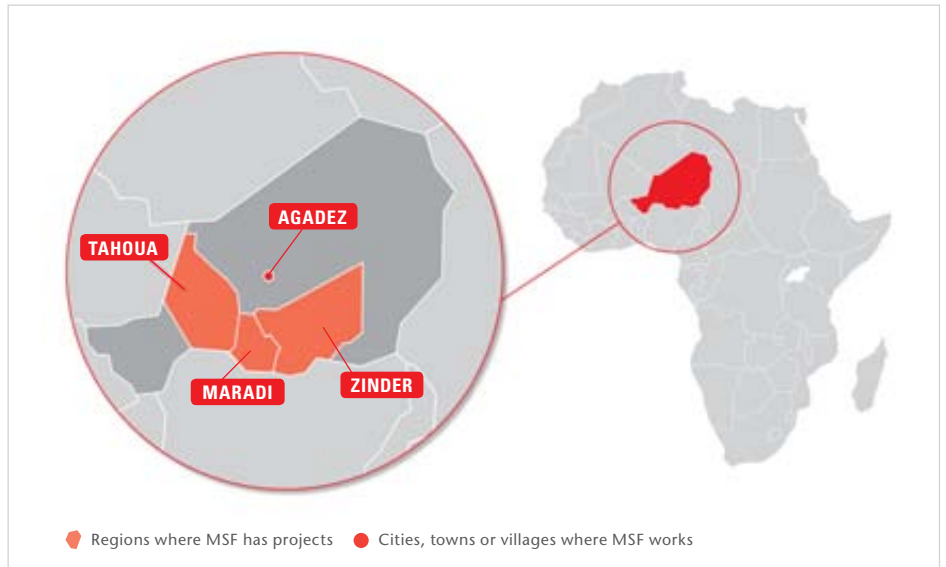 AGADEZ
TAHOUA
MARADI
ZINDER
Regions where MSF has projects
Cities, towns or villages where MSF works